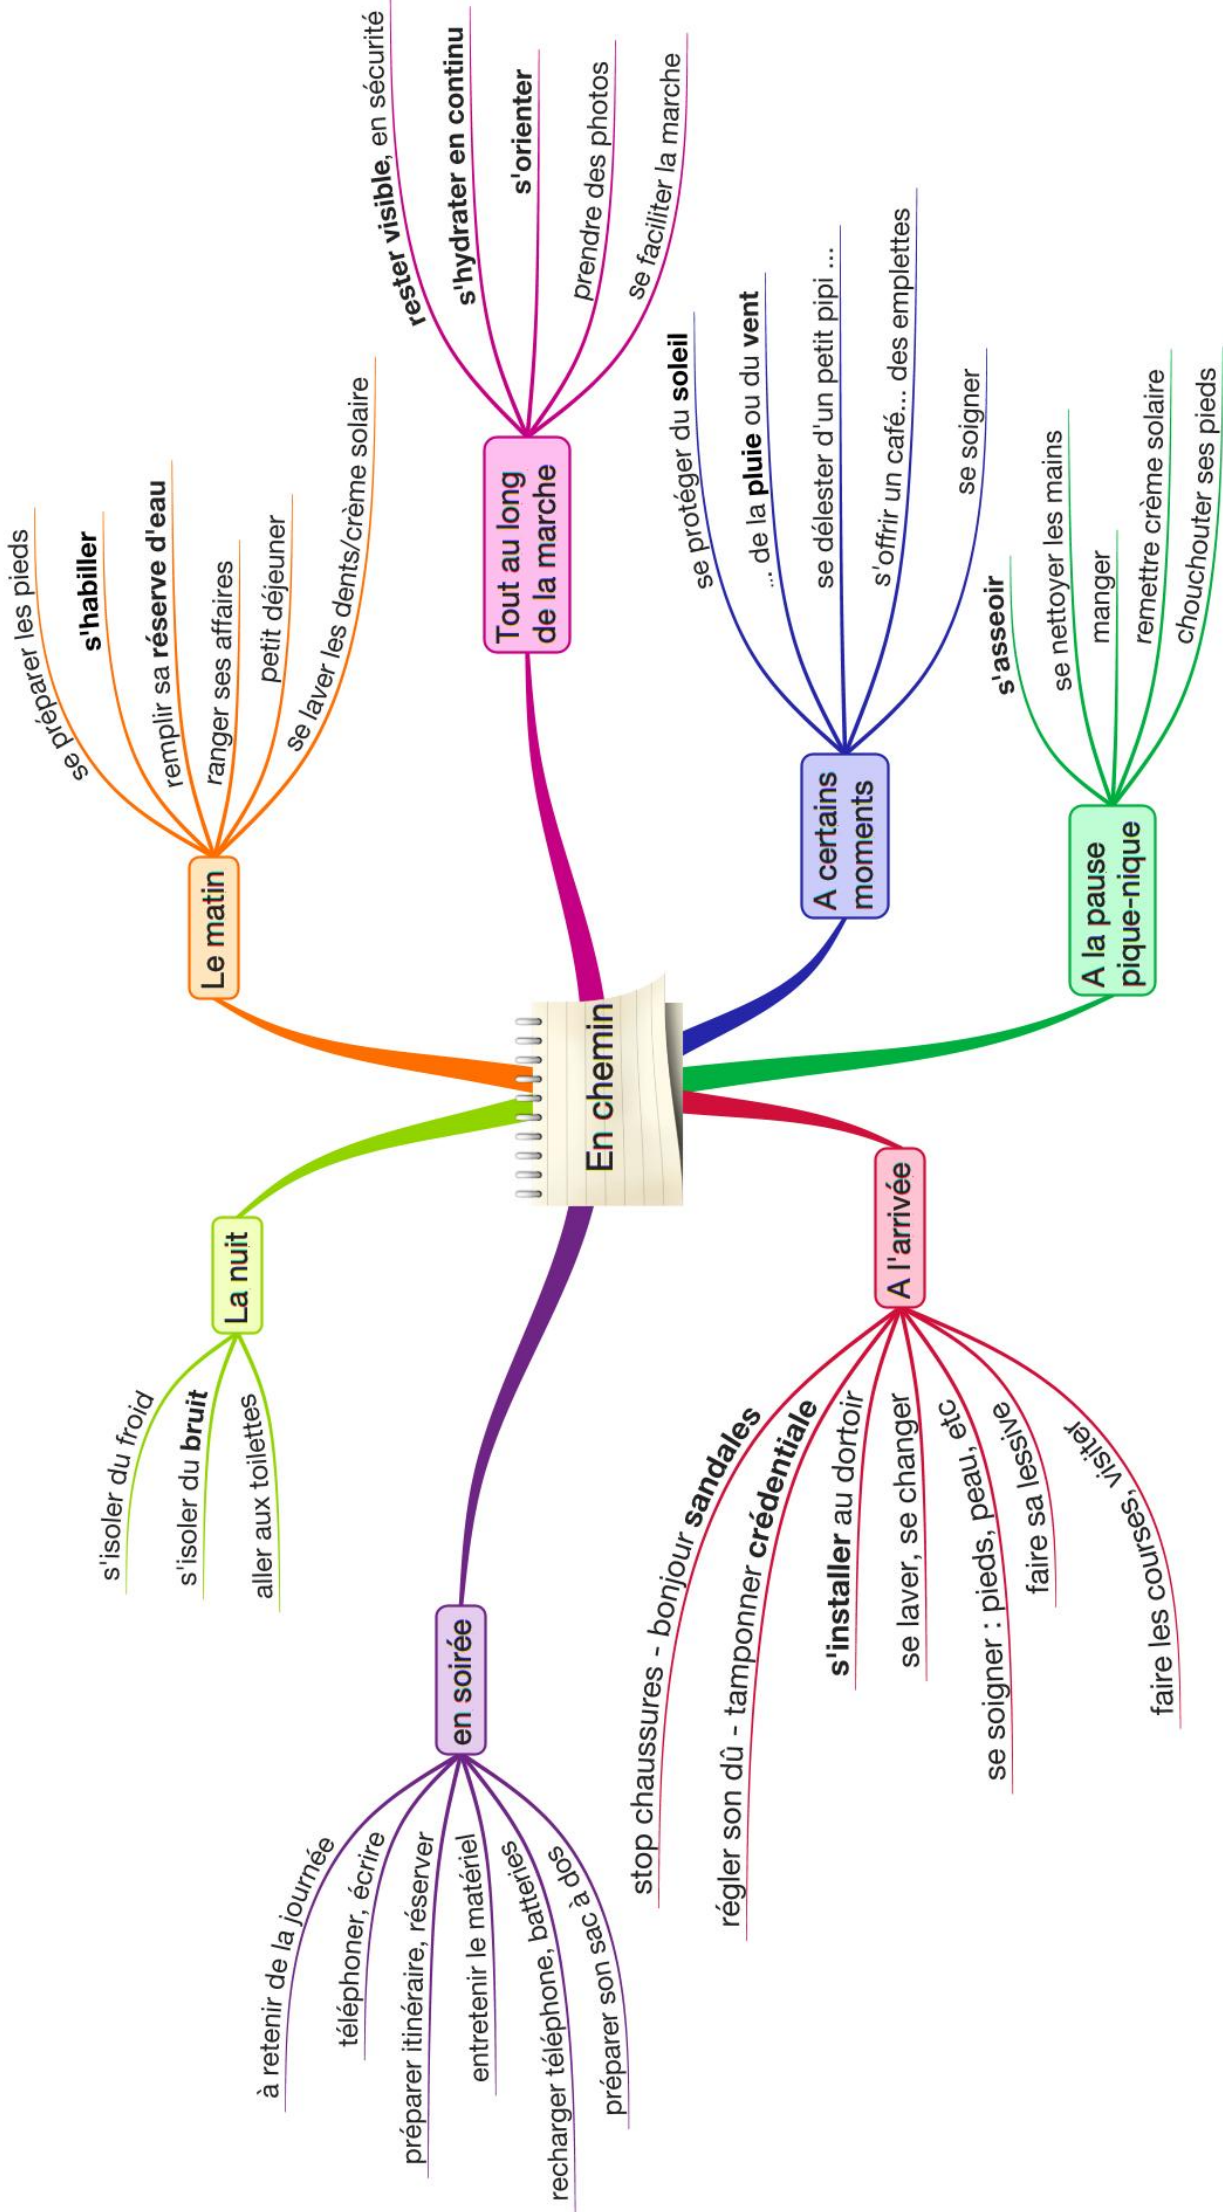 En chemin
Le matin
se préparer les pieds
s'habiller
remplir sa réserve d'eau
ranger ses affaires
petit déjeuner
se laver les dents/crème solaire
Tout au long
de la marche
rester visible, en sécurité
s'hydrater en continu
s'orienter
prendre des photos
se faciliter la marche
A certains
moments
se protéger du soleil
... de la pluie ou du vent
se délester d'un petit pipi ...
s'offrir un café... des emplettes
se soigner
A la pause
pique-nique
s'asseoir
se nettoyer les mains
manger
remettre crème solaire
chouchouter ses pieds
A l'arrivée
stop chaussures - bonjour sandales
régler son dû - tamponner crédentiale
s'installer au dortoir
se laver, se changer
se soigner : pieds, peau, etc
faire sa lessive
faire les courses, visiter
en soirée
à retenir de la journée
téléphoner, écrire
préparer itinéraire, réserver
entretenir le matériel
recharger téléphone, batteries
préparer son sac à dos
La nuit
s'isoler du froid
s'isoler du bruit
aller aux toilettes